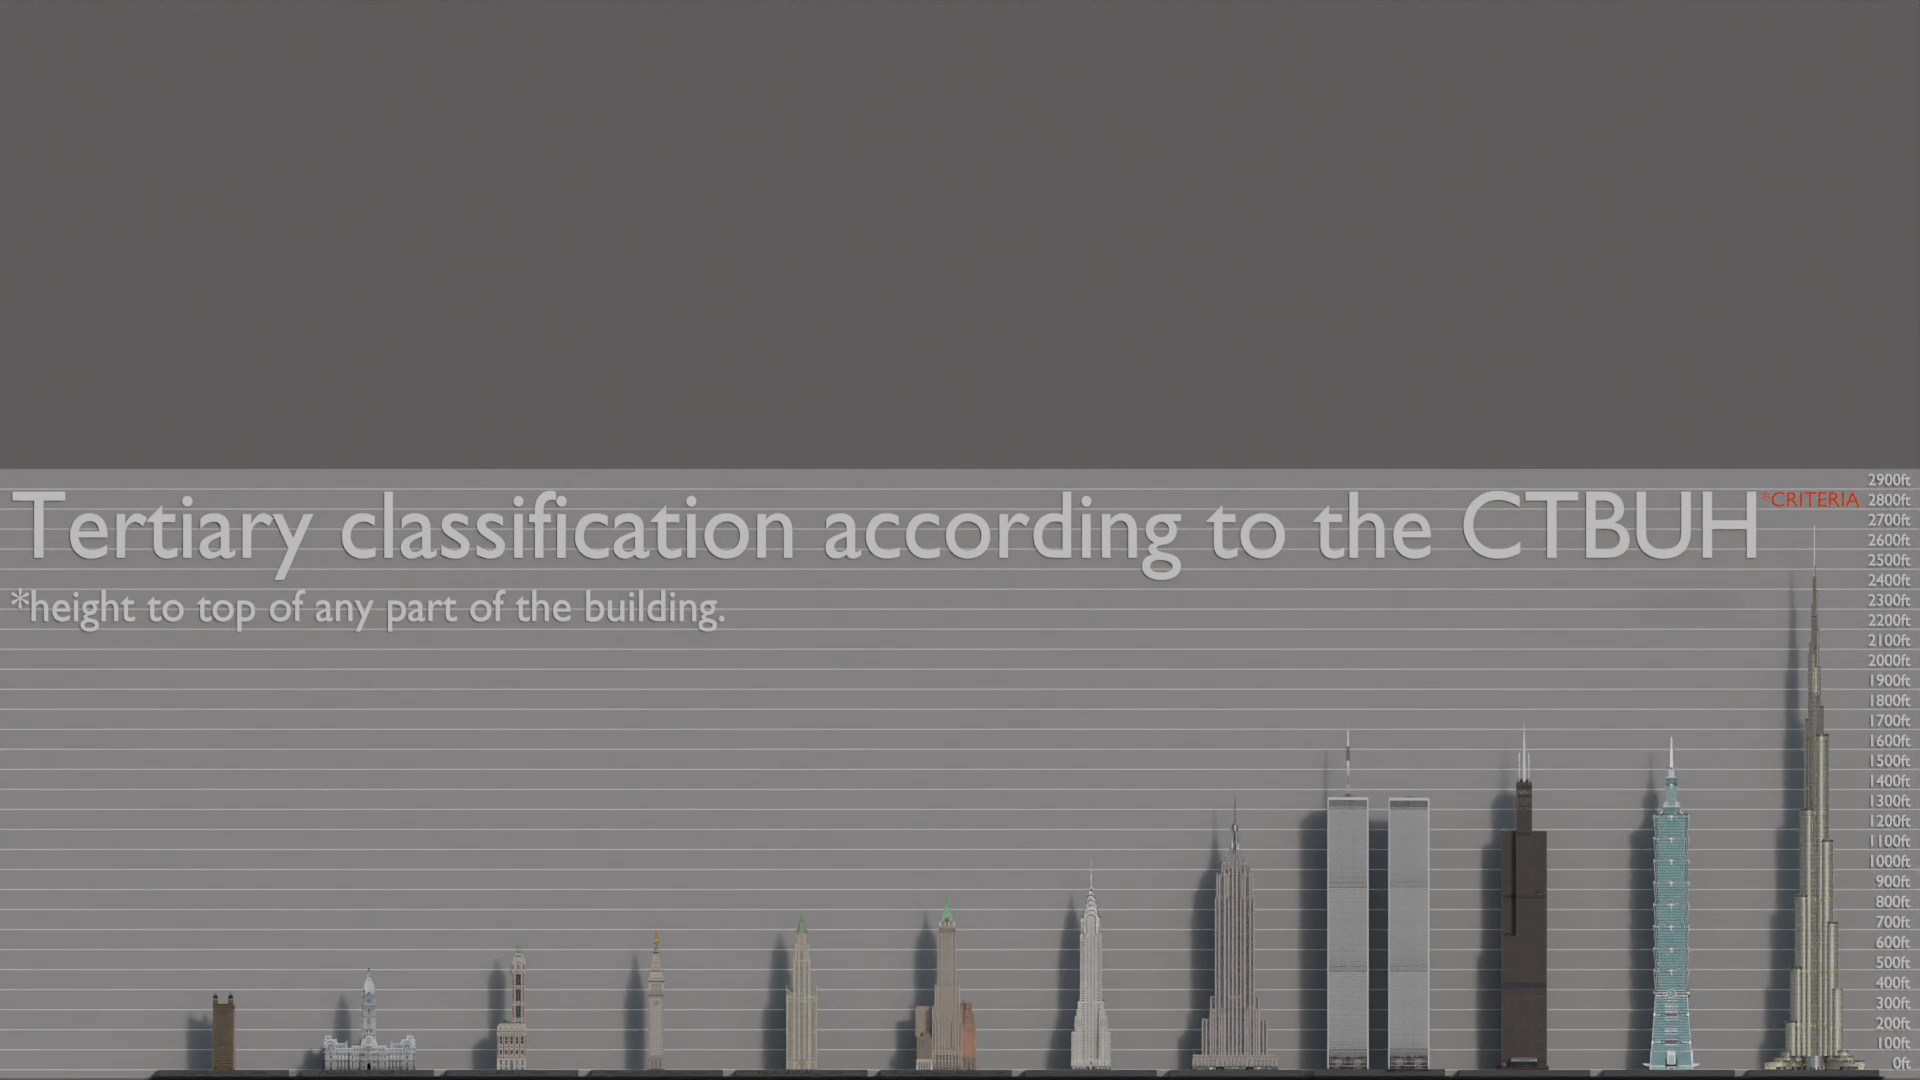 Tertiary classification according to the CTBUH *CRITERIA
*height to top of any part of the building.
2900ft
2800ft
2700ft
2600ft
2500ft
2400ft
2300ft
2200ft
2100ft
2000ft
1900ft
1800ft
1700ft
1600ft
1500ft
1400ft
1300ft
1200ft
1100ft
1000ft
900ft
800ft
700ft
600ft
500ft
400ft
300ft
200ft
100ft
0ft